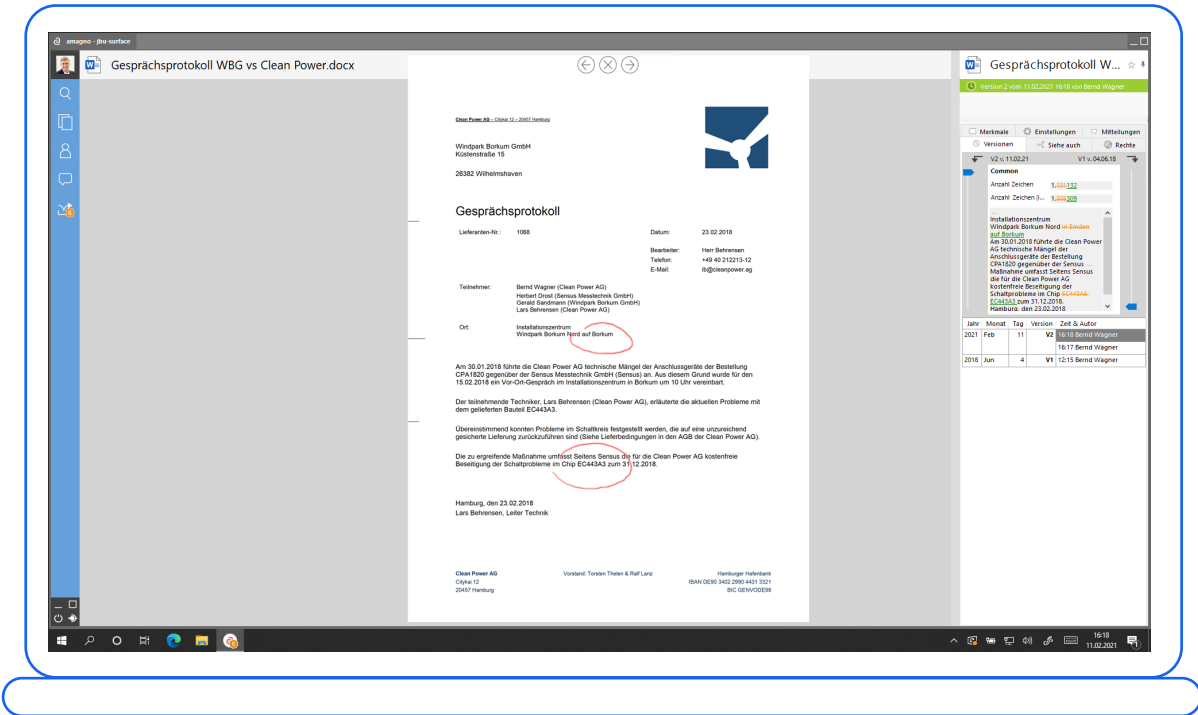 amagno - jbu-surface
Gesprächsprotokoll WBG vs Clean Power.docx
Clean Power AG – Citykai 12 – 20457 Hamburg
Windpark Borkum GmbH
Küstenstraße 15
26382 Wilhelmshaven
Gesprächsprotokoll
Lieferanten-Nr.: 1068 Datum: 23.02.2018
Bearbeiter: Herr Behrensen
Telefon: +49 40 212213-12
E-Mail: lb@cleanpower.ag
Teilnehmer: Bernd Wagner (Clean Power AG)
Herbert Drost (Sensus Messtechnik GmbH)
Gerald Sandmann (Windpark Borkum GmbH)
Lars Behrensen (Clean Power AG)
Ort: Installationszentrum
Windpark Borkum Nord auf Borkum
Am 30.01.2018 führte die Clean Power AG technische Mängel der Anschlussgeräte der Bestellung
CPA1820 gegenüber der Sensus Messtechnik GmbH (Sensus) an. Aus diesem Grund wurde für den
15.02.2018 ein Vor-Ort-Gespräch im Installationszentrum in Borkum um 10 Uhr vereinbart.
Der teilnehmende Techniker, Lars Behrensen (Clean Power AG), erläuterte die aktuellen Probleme mit
dem gelieferten Bauteil EC443A3.
Übereinstimmend konnten Probleme im Schaltkreis festgestellt werden, die auf eine unzureichend
gesicherte Lieferung zurückzuführen sind (Siehe Lieferbedingungen in den AGB der Clean Power AG).
Die zu ergreifende Maßnahme umfasst Seitens Sensus die für die Clean Power AG kostenfreie
Beseitigung der Schaltprobleme im Chip EC443A3 zum 31.12.2018.
Hamburg, den 23.02.2018
Lars Behrensen, Leiter Technik
Clean Power AG Vorstand: Torsten Thelen & Ralf Lanz Hamburger Hafenbank
Citykai 12 IBAN DE90 3402 2990 4431 3321
20457 Hamburg BIC GENVODE98
Gesprächsprotokoll W...
Version 2 vom 11.02.2021 16:18 von Bernd Wagner
Merkmale Einstellungen Mitteilungen
Versionen Siehe auch Rechte
V2 v. 11.02.21 V1 v. 04.06.18
Common
Anzahl Zeichen 132
Anzahl Zeichen (i... 309
...
Installationszentrum
Windpark Borkum Nord in Emden
auf Borkum
Am 30.01.2018 führte die Clean Power
AG technische Mängel der
Anschlussgeräte der Bestellung
CPA1820 gegenüber der Sensus ...
Maßnahme umfasst Seitens Sensus
die für die Clean Power AG
kostenfreie Beseitigung der
Schaltprobleme im Chip
EC443A3 zum 31.12.2018.
Hamburg, den 23.02.2018
Jahr Monat Tag Version Zeit & Autor
2021 Feb 11 V2 16:18 Bernd Wagner
16:17 Bernd Wagner
2018 Jun 4 V1 12:15 Bernd Wagner
16:18
11.02.2021